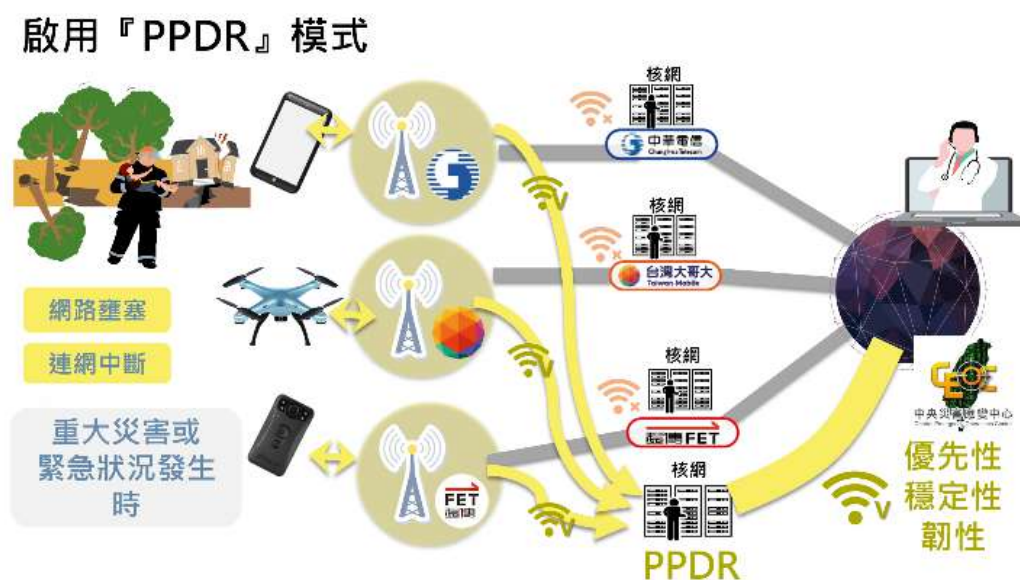 啟用『PPDR』模式
核網
中華電信
Chunghwa Telecom
核網
台灣大哥大
Taiwan Mobile
網路壅塞
連網中斷
核網
遠傳FET
重大災害或
緊急狀況發生
時
FET
遠傳
核網
PPDR
V
V
V
V
CEOC
中央災害應變中心
優先性
穩定性
韌性